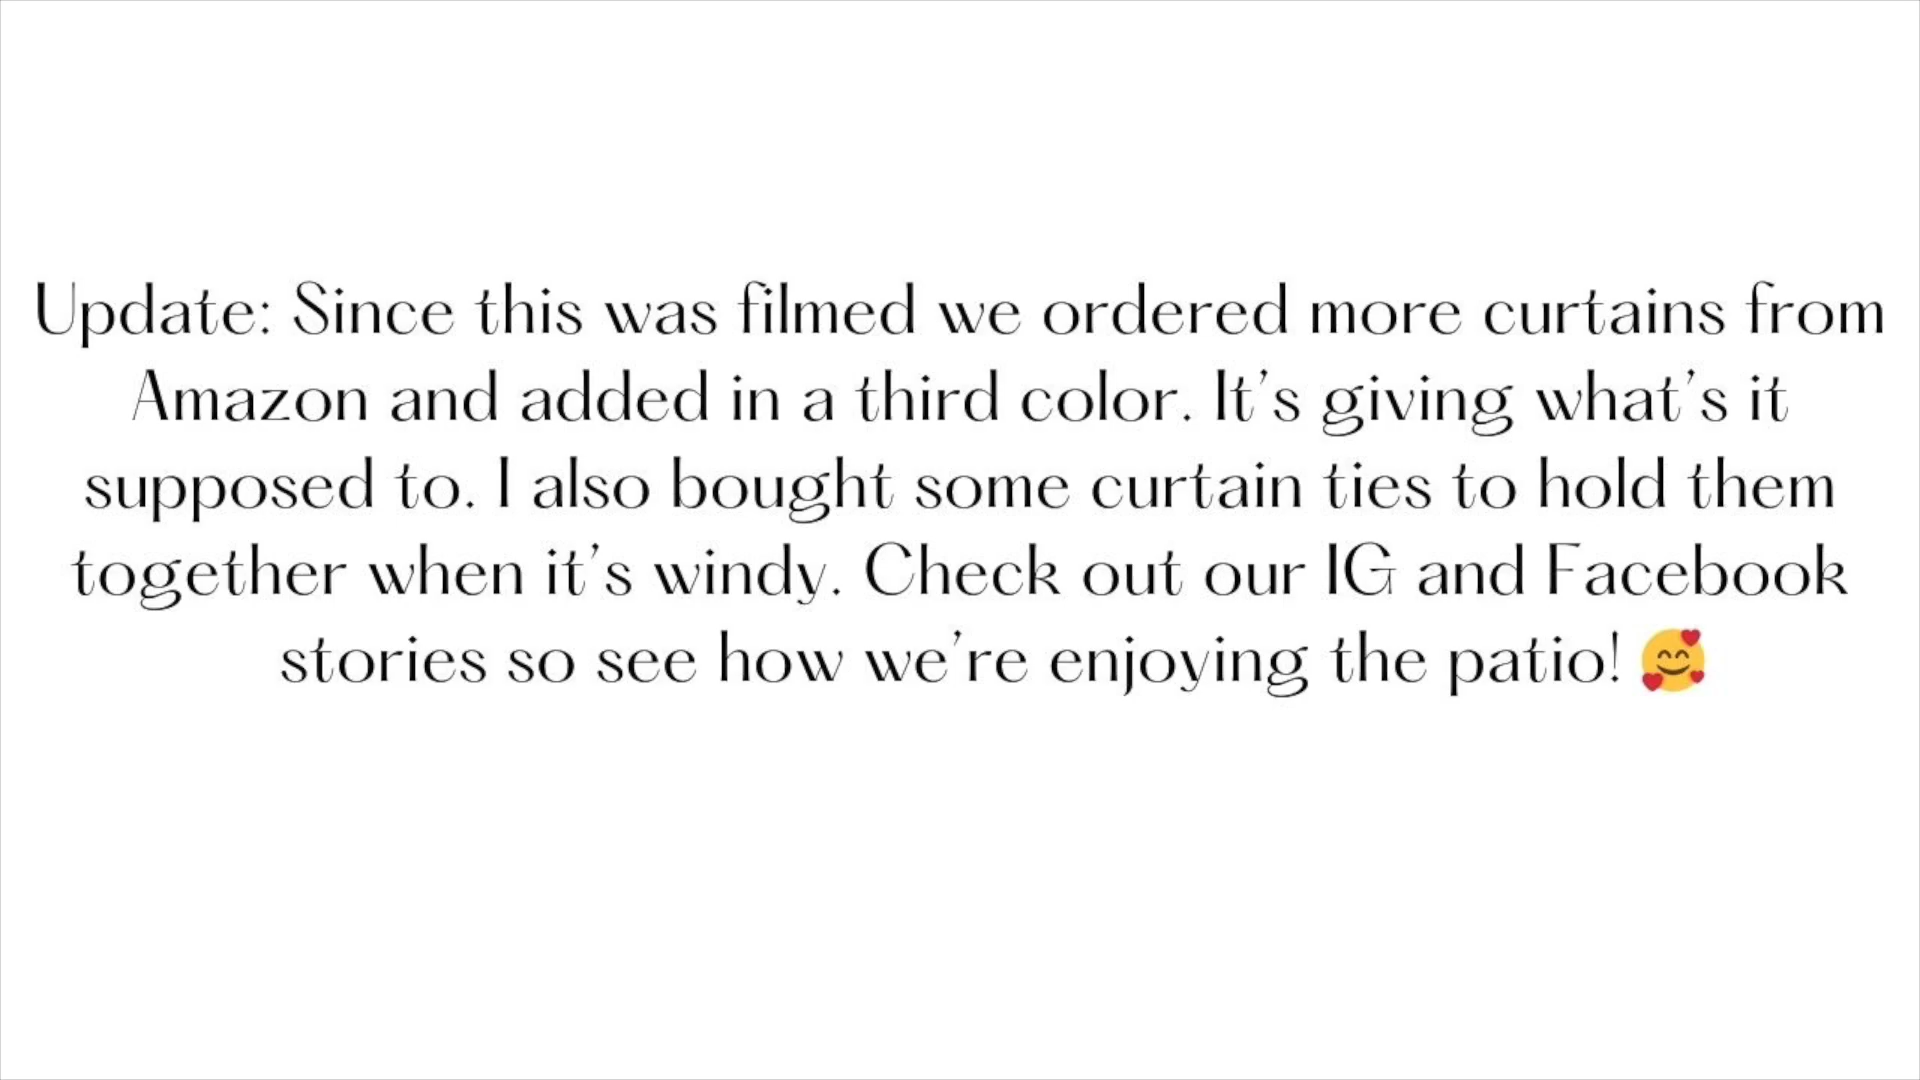 Update: Since this was filmed we ordered more curtains from
Amazon and added in a third color. It's giving what's it
supposed to. I also bought some curtain ties to hold them
together when it's windy. Check out our IG and Facebook
stories so see how we're enjoying the patio! 🥰